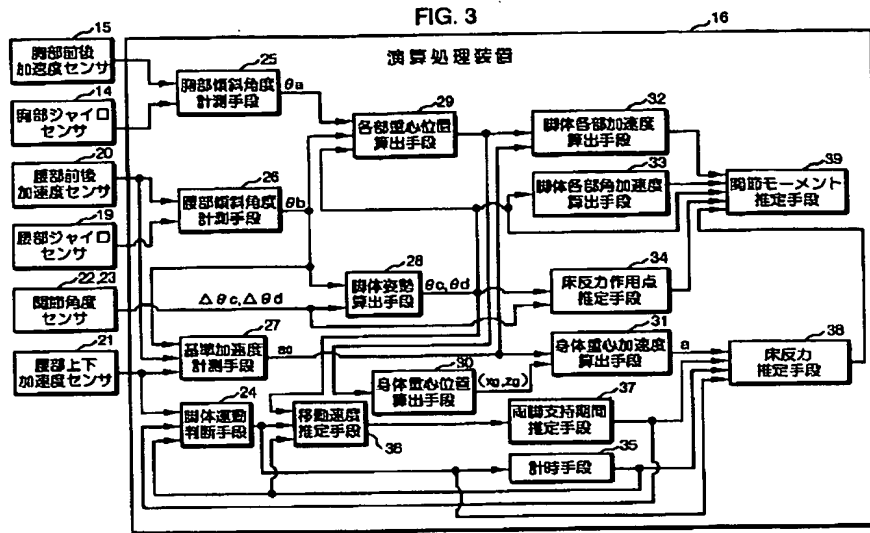 FIG. 3
16
演算処理装置
15
胸部前後
加速度センサ
14
胸部ジャイロ
センサ
20
腰部前後
加速度センサ
19
腰部ジャイロ
センサ
22,23
関節角度
センサ
21
腰部上下
加速度センサ
25
胸部傾斜角度
計測手段
θa
26
腰部傾斜角度
計測手段
θb
Δθc,Δθd
27
基準加速度
計測手段
a0
24
脚体運動
判断手段
29
各部重心位置
算出手段
28
脚体姿勢
算出手段
θc,θd
30
身体重心位置
算出手段
(xg,zg)
移動速度
推定手段
36
32
脚体各部加速度
算出手段
33
脚体各部角加速度
算出手段
34
床反力作用点
推定手段
31
身体重心加速度
算出手段
a
37
両脚支持期間
推定手段
35
計時手段
39
関節モーメント
推定手段
38
床反力
推定手段